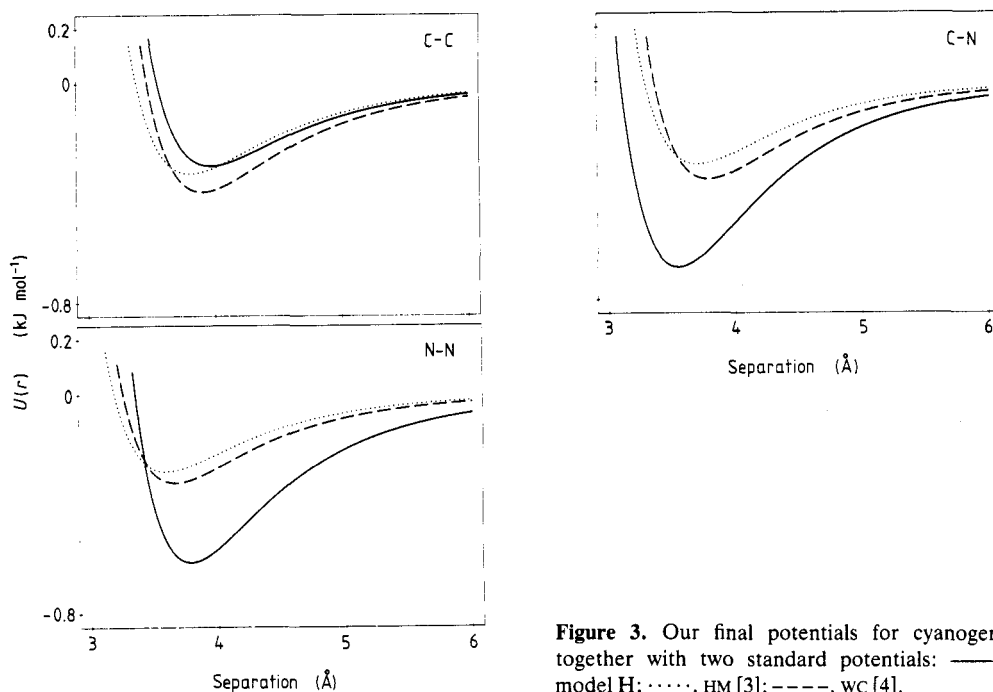 0.2
C-C
0
-0.8
U(r) (kJ mol⁻¹)
0.2
N-N
0
-0.8
3 4 5 6
Separation (Å)
C-N
3 4 5 6
Separation (Å)
Figure 3. Our final potentials for cyanogen
together with two standard potentials: ——
model H; ·····, HM [3]; – – – –, WC [4].